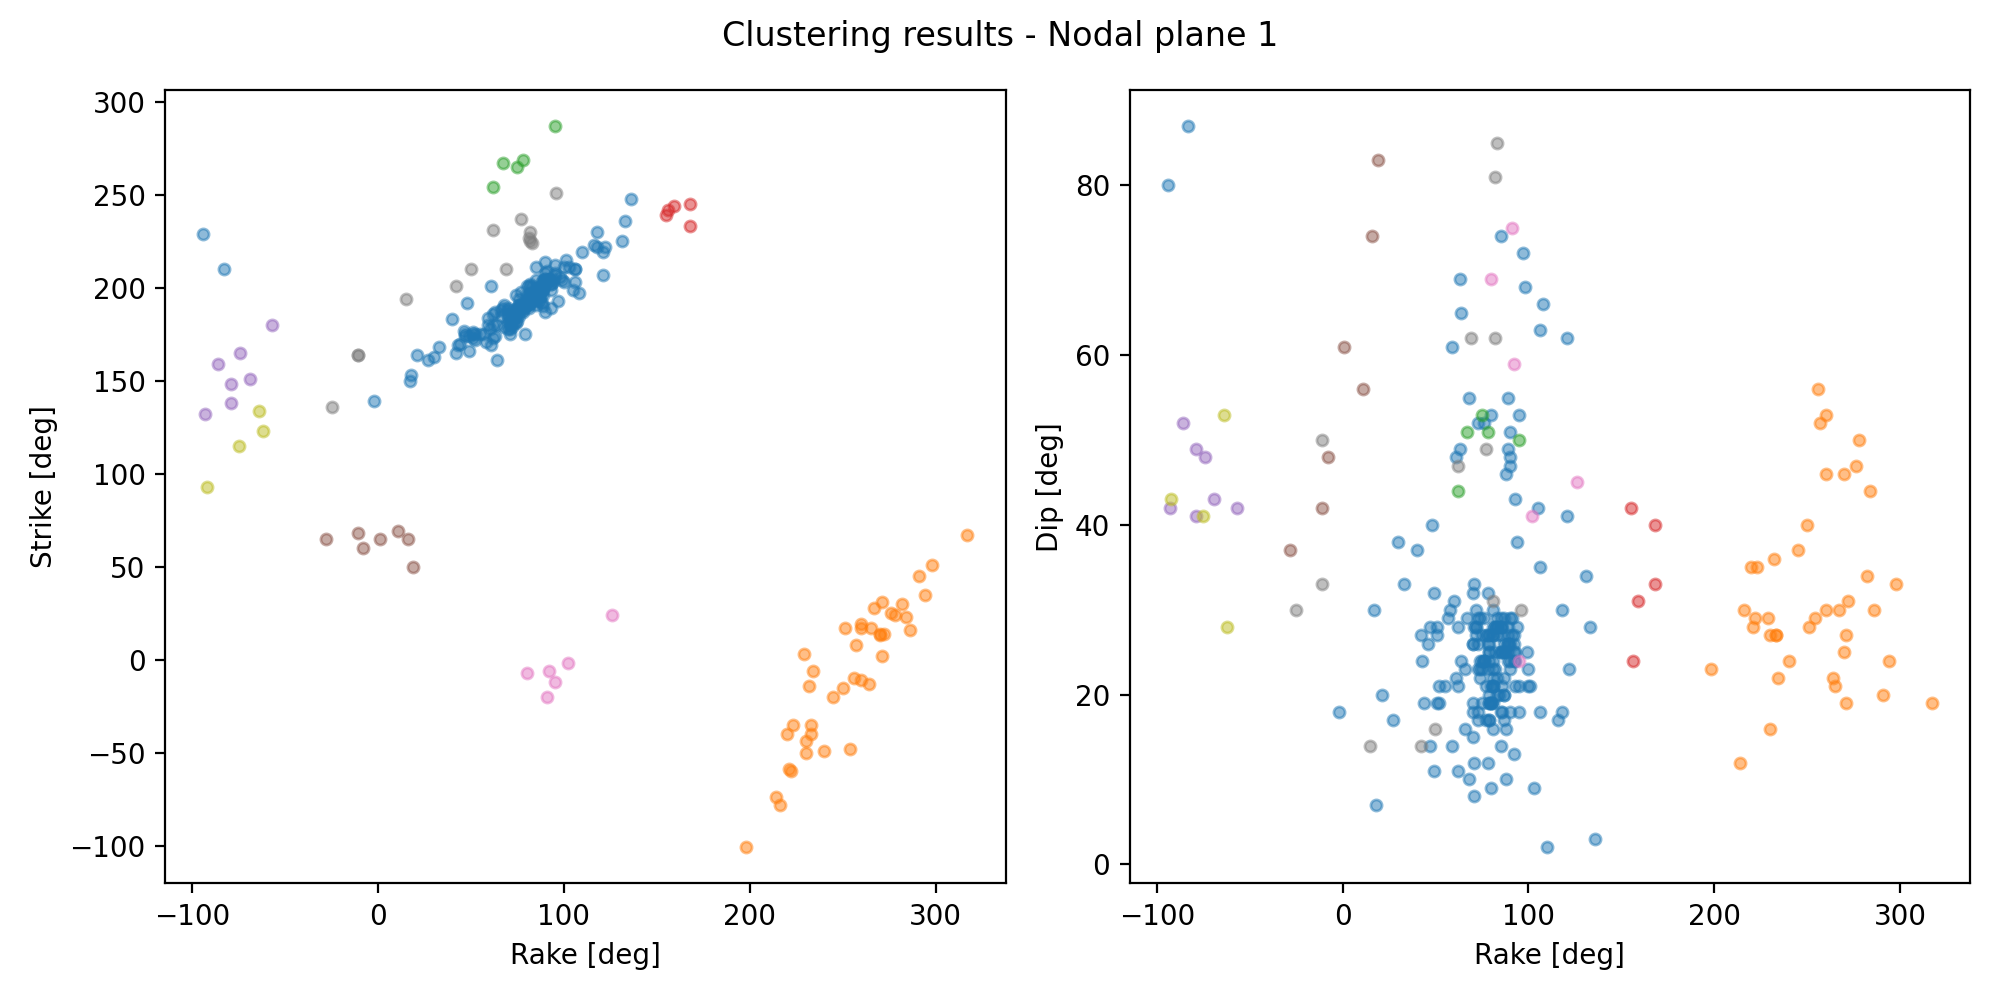 Clustering results - Nodal plane 1
Strike [deg]
300
250
200
150
100
50
0
−50
−100
−100 0 100 200 300
Rake [deg]
Dip [deg]
80
60
40
20
0
−100 0 100 200 300
Rake [deg]